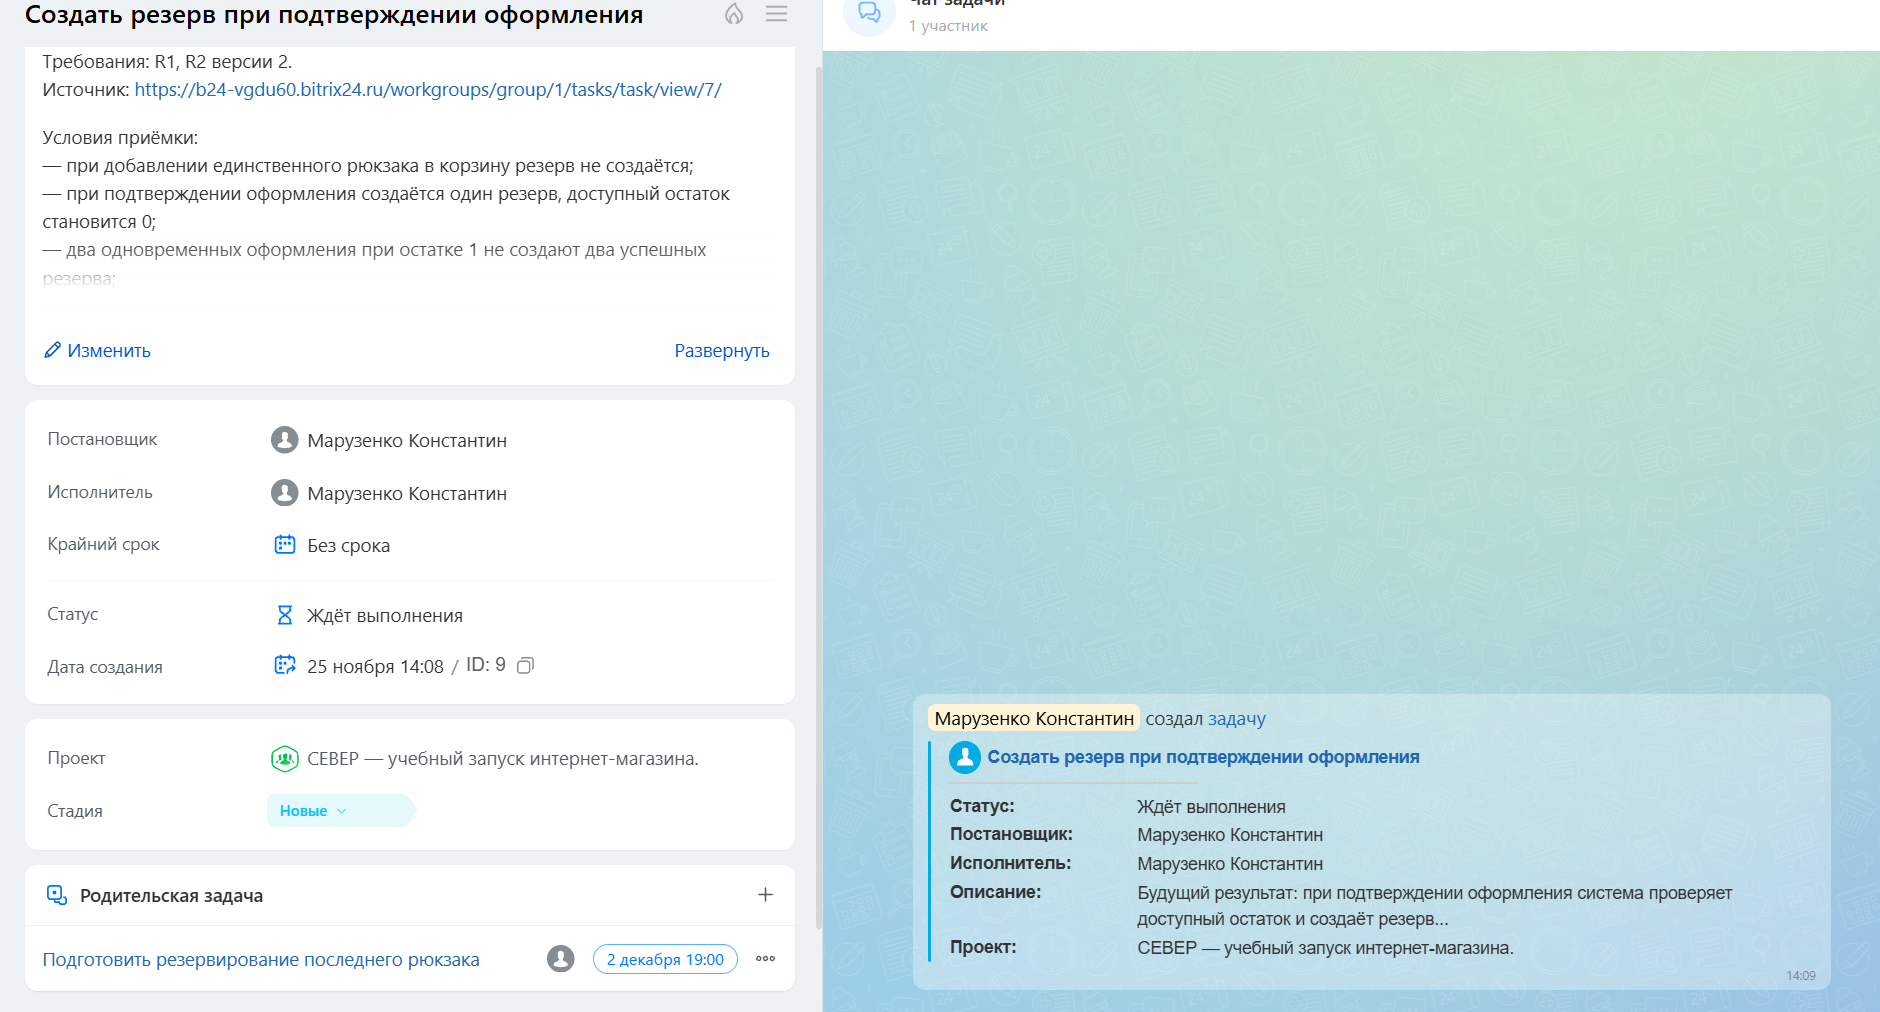 Создать резерв при подтверждении оформления
Требования: R1, R2 версии 2.
Источник: https://b24-vgdu60.bitrix24.ru/workgroups/group/1/tasks/task/view/7/
Условия приёмки:
— при добавлении единственного рюкзака в корзину резерв не создаётся;
— при подтверждении оформления создаётся один резерв, доступный остаток
становится 0;
— два одновременных оформления при остатке 1 не создают два успешных
резерва;
Изменить
Развернуть
Постановщик
Марузенко Константин
Исполнитель
Марузенко Константин
Крайний срок
Без срока
Статус
Ждёт выполнения
Дата создания
25 ноября 14:08 / ID: 9
Проект
СЕВЕР — учебный запуск интернет-магазина.
Стадия
Новые
Родительская задача
Подготовить резервирование последнего рюкзака
2 декабря 19:00
Чат задачи
1 участник
Марузенко Константин создал задачу
Создать резерв при подтверждении оформления
Статус: Ждёт выполнения
Постановщик: Марузенко Константин
Исполнитель: Марузенко Константин
Описание: Будущий результат: при подтверждении оформления система проверяет
доступный остаток и создаёт резерв...
Проект: СЕВЕР — учебный запуск интернет-магазина.
14:09